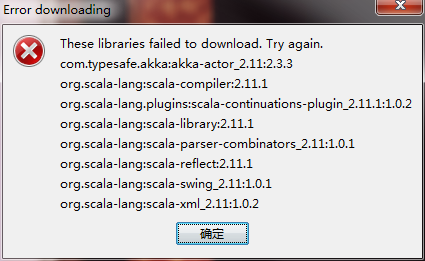 Error downloading
These libraries failed to download. Try again.
com.typesafe.akka:akka-actor_2.11:2.3.3
org.scala-lang:scala-compiler:2.11.1
org.scala-lang.plugins:scala-continuations-plugin_2.11.1:1.0.2
org.scala-lang:scala-library:2.11.1
org.scala-lang:scala-parser-combinators_2.11:1.0.1
org.scala-lang:scala-reflect:2.11.1
org.scala-lang:scala-swing_2.11:1.0.1
org.scala-lang:scala-xml_2.11:1.0.2
确定